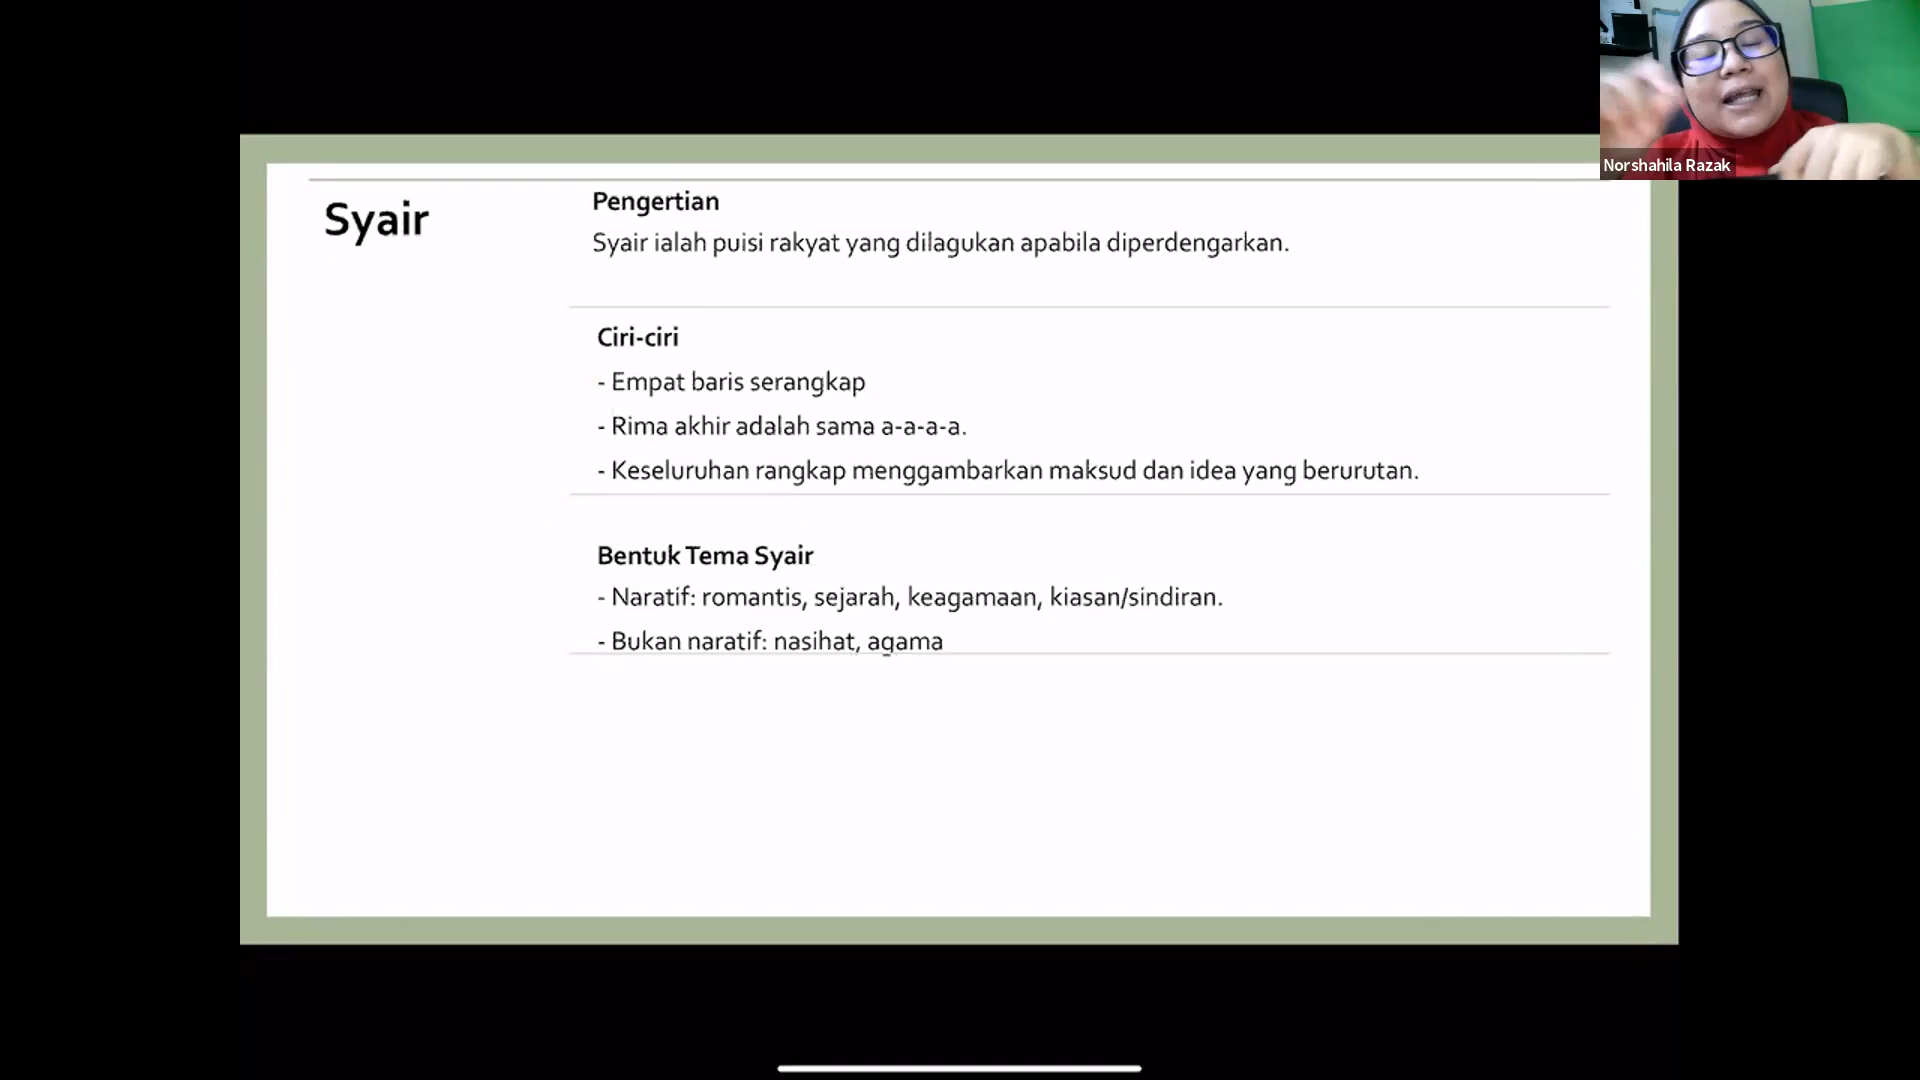 Norshahila Razak
Syair
Pengertian
Syair ialah puisi rakyat yang dilagukan apabila diperdengarkan.
Ciri-ciri
- Empat baris serangkap
- Rima akhir adalah sama a-a-a-a.
- Keseluruhan rangkap menggambarkan maksud dan idea yang berurutan.
Bentuk Tema Syair
- Naratif: romantis, sejarah, keagamaan, kiasan/sindiran.
- Bukan naratif: nasihat, agama